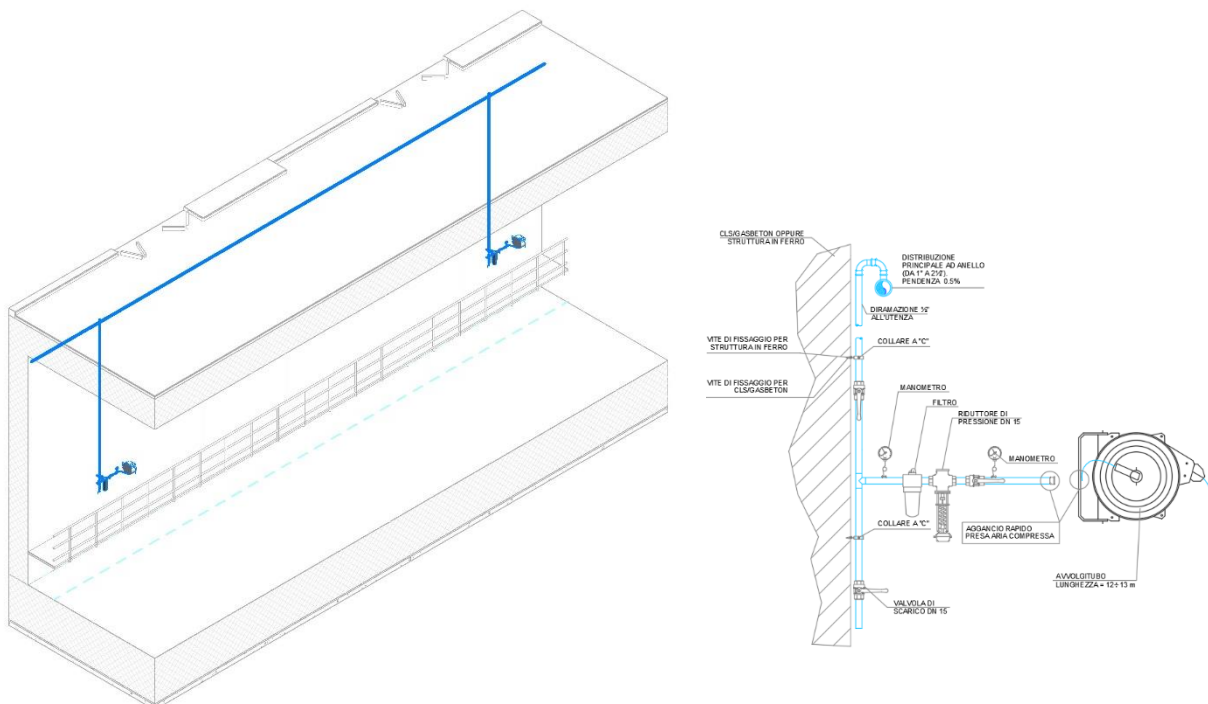 CLS/GASBETON OPPURE
STRUTTURA IN FERRO
DISTRIBUZIONE
PRINCIPALE AD ANELLO
(DA 1" A 2½").
PENDENZA 0.5%
DIRAMAZIONE ½"
ALL'UTENZA
VITE DI FISSAGGIO PER
STRUTTURA IN FERRO
COLLARE A "C"
VITE DI FISSAGGIO PER
CLS/GASBETON
MANOMETRO
FILTRO
RIDUTTORE DI
PRESSIONE DN 15
MANOMETRO
COLLARE A "C"
AGGANCIO RAPIDO
PRESA ARIA COMPRESSA
AVVOLGITUBO
LUNGHEZZA = 12÷13 m
VALVOLA DI
SCARICO DN 15